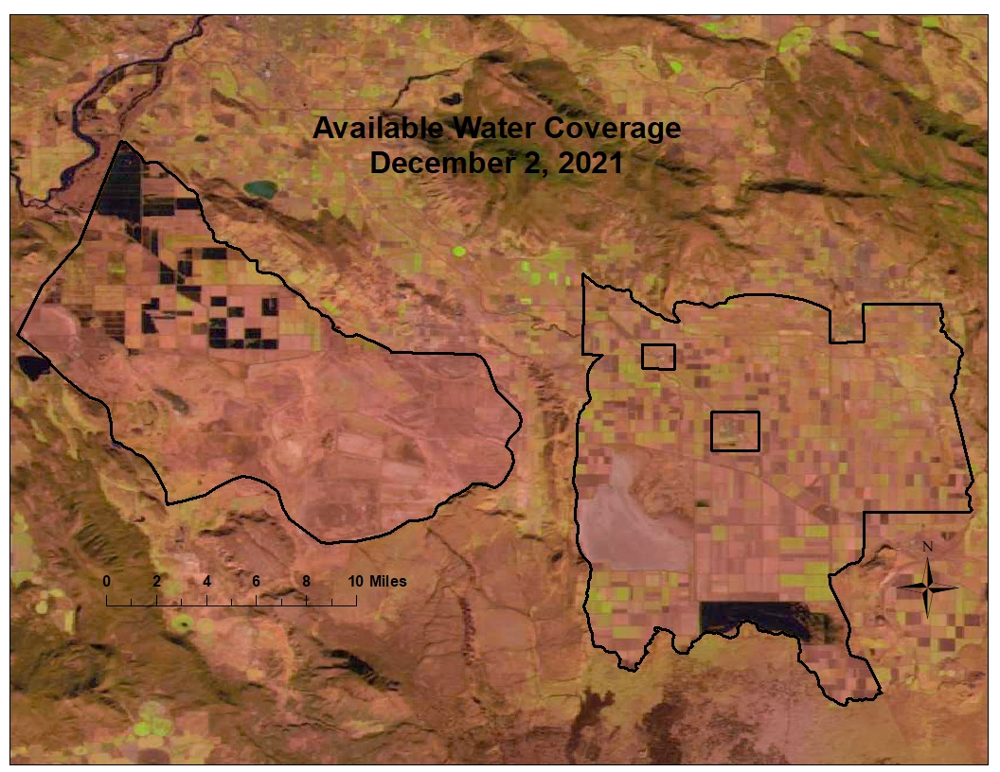 Available Water Coverage
December 2, 2021
0 2 4 6 8 10 Miles
N